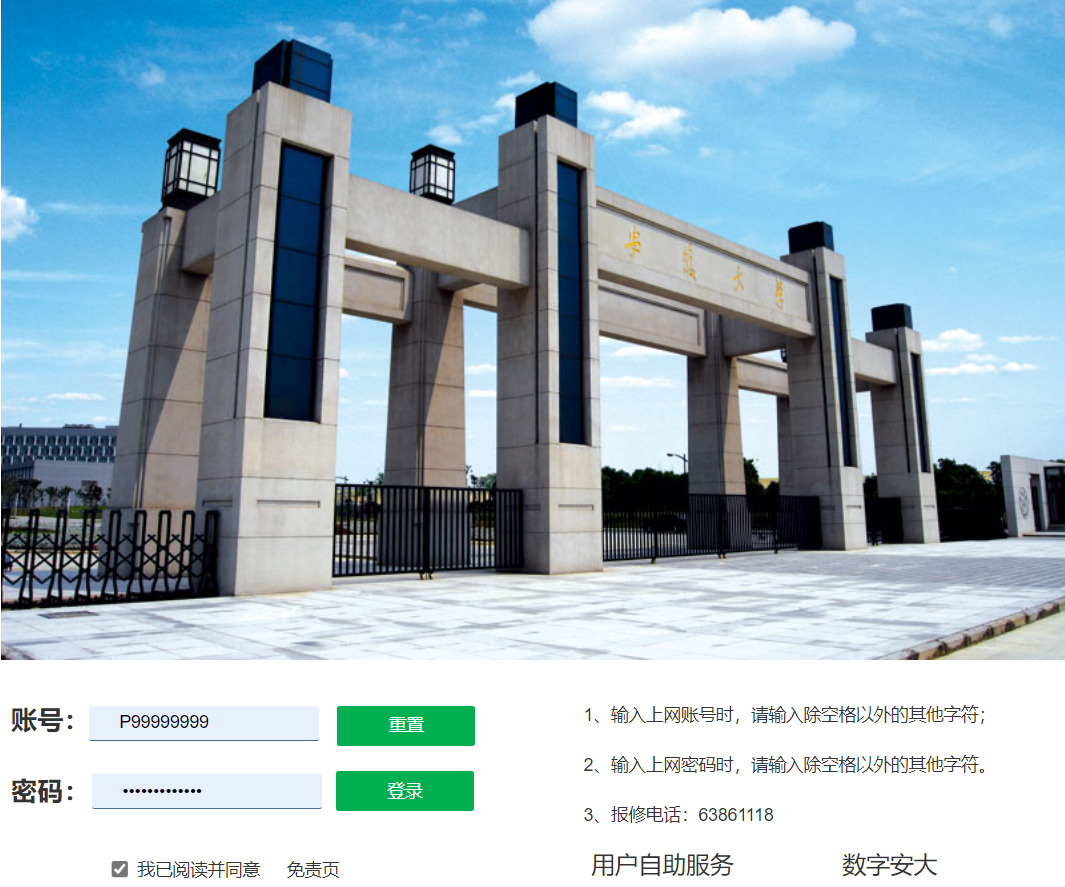 安徽大学
账号：
P99999999
重置
密码：
•••••••••••••
登录
我已阅读并同意 免责页
1、输入上网账号时，请输入除空格以外的其他字符；
2、输入上网密码时，请输入除空格以外的其他字符。
3、报修电话：63861118
用户自助服务 数字安大